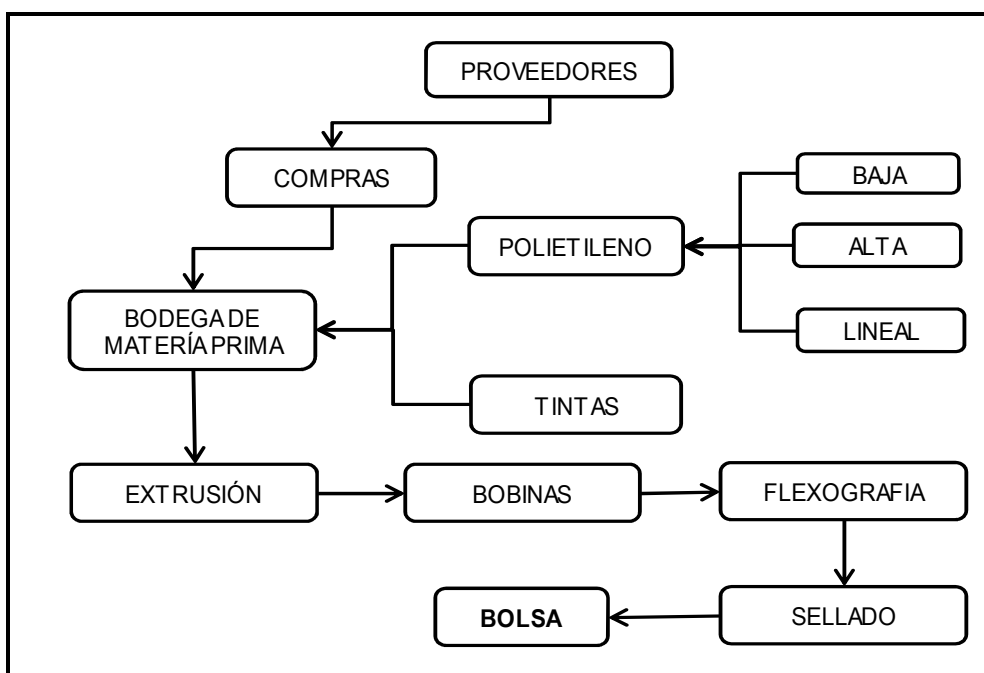 PROVEEDORES
COMPRAS
BAJA
POLIETILENO
ALTA
BODEGA DE
MATERÍA PRIMA
LINEAL
TINTAS
EXTRUSIÓN
BOBINAS
FLEXOGRAFIA
BOLSA
SELLADO